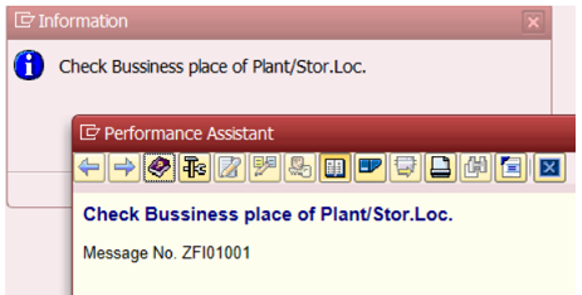 Information
Check Bussiness place of Plant/Stor.Loc.
Performance Assistant
Check Bussiness place of Plant/Stor.Loc.
Message No. ZFI01001